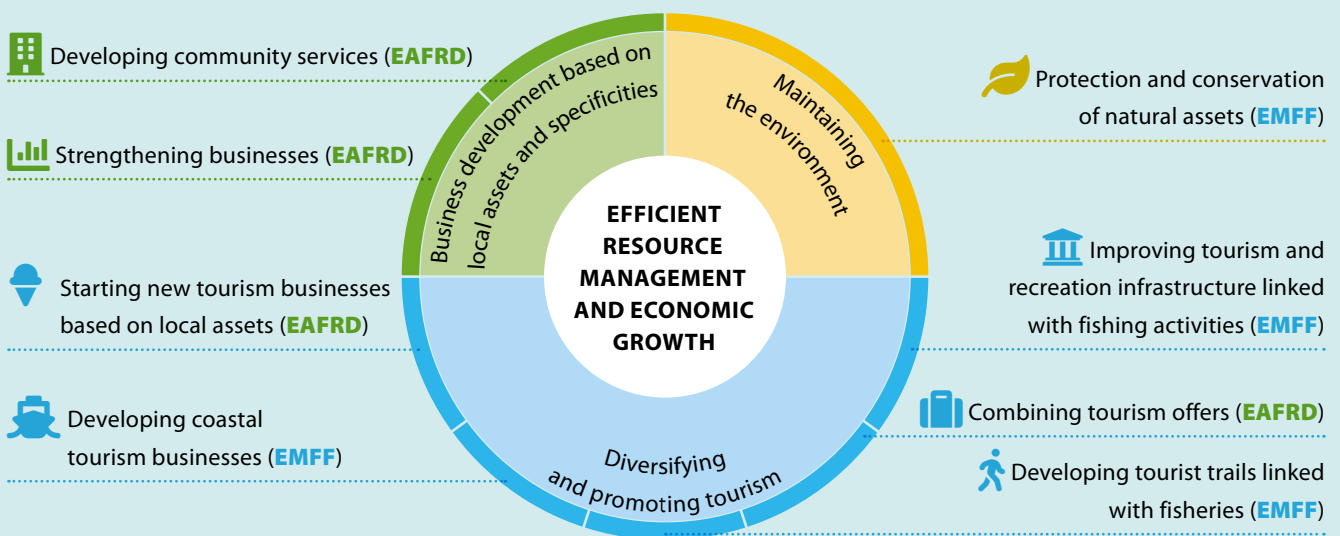 Developing community services (EAFRD)
Strengthening businesses (EAFRD)
Starting new tourism businesses
based on local assets (EAFRD)
Developing coastal
tourism businesses (EMFF)
Business development based on
local assets and specificities
Maintaining
the environment
EFFICIENT
RESOURCE
MANAGEMENT
AND ECONOMIC
GROWTH
Diversifying
and promoting tourism
Protection and conservation
of natural assets (EMFF)
Improving tourism and
recreation infrastructure linked
with fishing activities (EMFF)
Combining tourism offers (EAFRD)
Developing tourist trails linked
with fisheries (EMFF)